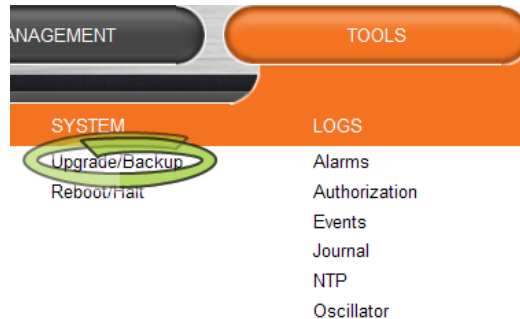 ANAGEMENT
TOOLS
SYSTEM
LOGS
Upgrade/Backup
Alarms
Reboot/Halt
Authorization
Events
Journal
NTP
Oscillator